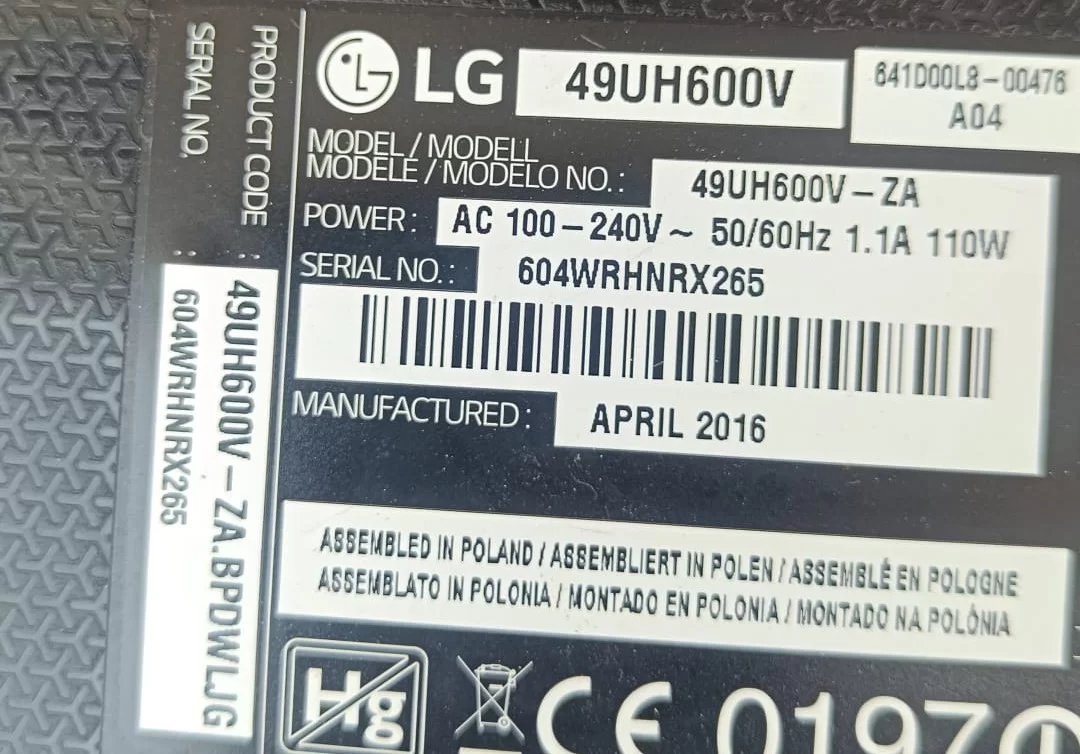 LG 49UH600V
641D00L8-00476
A04
MODEL / MODELL
MODÈLE / MODELO NO. : 49UH600V-ZA
POWER : AC 100-240V ~ 50/60Hz 1.1A 110W
SERIAL NO. : 604WRHNRX265
MANUFACTURED : APRIL 2016
ASSEMBLED IN POLAND / ASSEMBLIERT IN POLEN / ASSEMBLÉ EN POLOGNE
ASSEMBLATO IN POLONIA / MONTADO EN POLONIA / MONTADO NA POLÓNIA
Hg
CE 0197
PRODUCT CODE : 49UH600V-ZA.BPDWLJG
SERIAL NO. : 604WRHNRX265